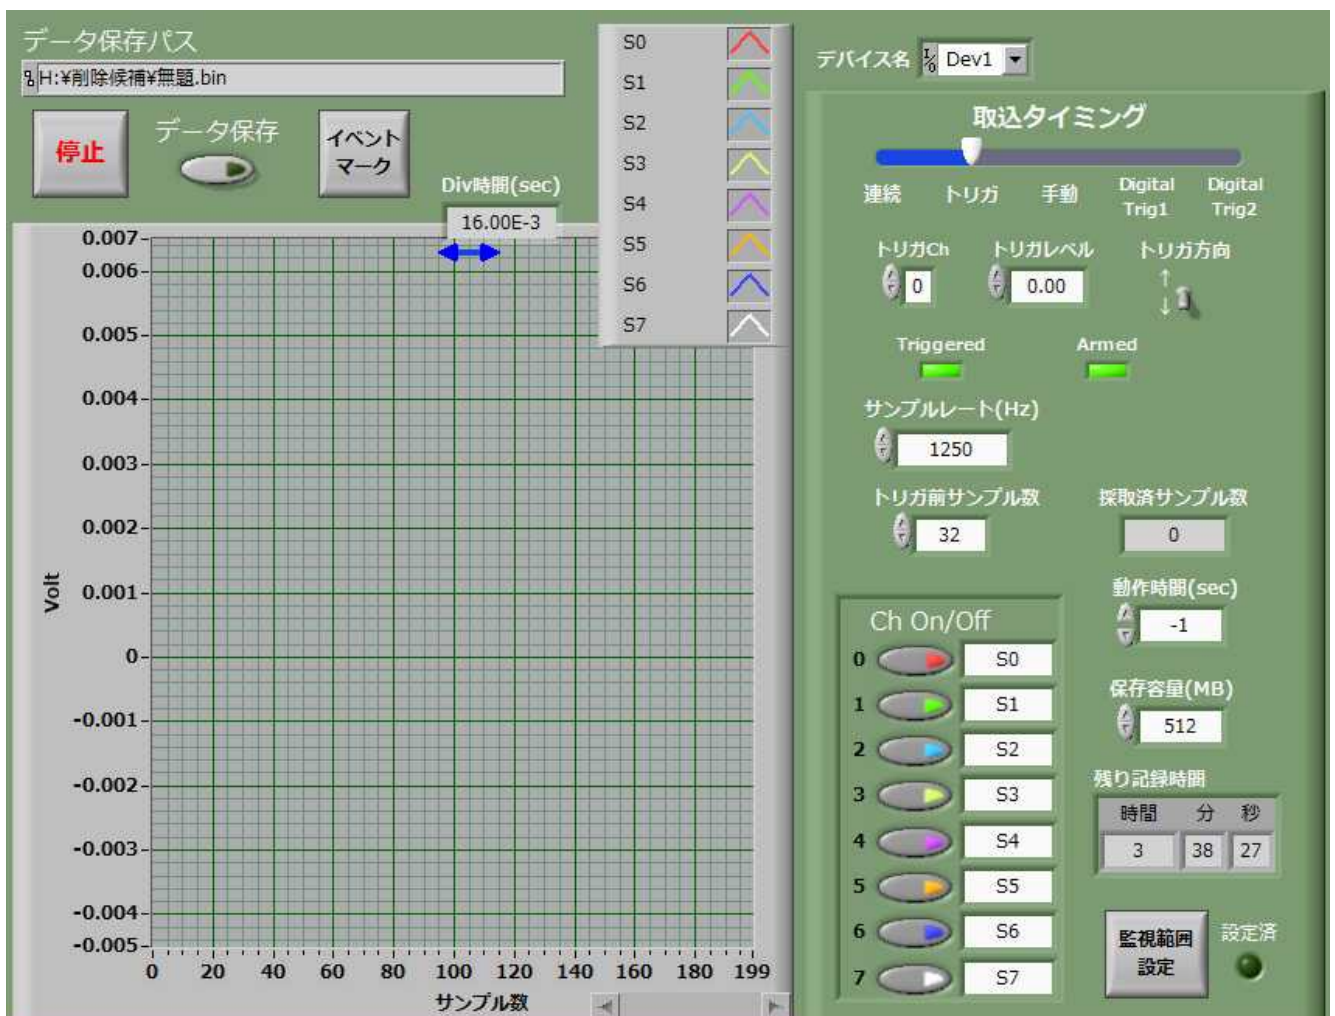 データ保存パス
H:¥削除候補¥無題.bin
停止
データ保存
イベント
マーク
Div時間(sec)
16.00E-3
S0
S1
S2
S3
S4
S5
S6
S7
0.007
0.006
0.005
0.004
0.003
0.002
0.001
0
-0.001
-0.002
-0.003
-0.004
-0.005
Volt
0 20 40 60 80 100 120 140 160 180 199
サンプル数
デバイス名 I/O Dev1
取込タイミング
連続 トリガ 手動 Digital Trig1 Digital Trig2
トリガCh トリガレベル トリガ方向
0 0.00 ↑
↓
Triggered Armed
サンプルレート(Hz)
1250
トリガ前サンプル数 採取済サンプル数
32 0
動作時間(sec)
-1
保存容量(MB)
512
残り記録時間
時間 分 秒
3 38 27
監視範囲
設定
設定済
Ch On/Off
0 S0
1 S1
2 S2
3 S3
4 S4
5 S5
6 S6
7 S7